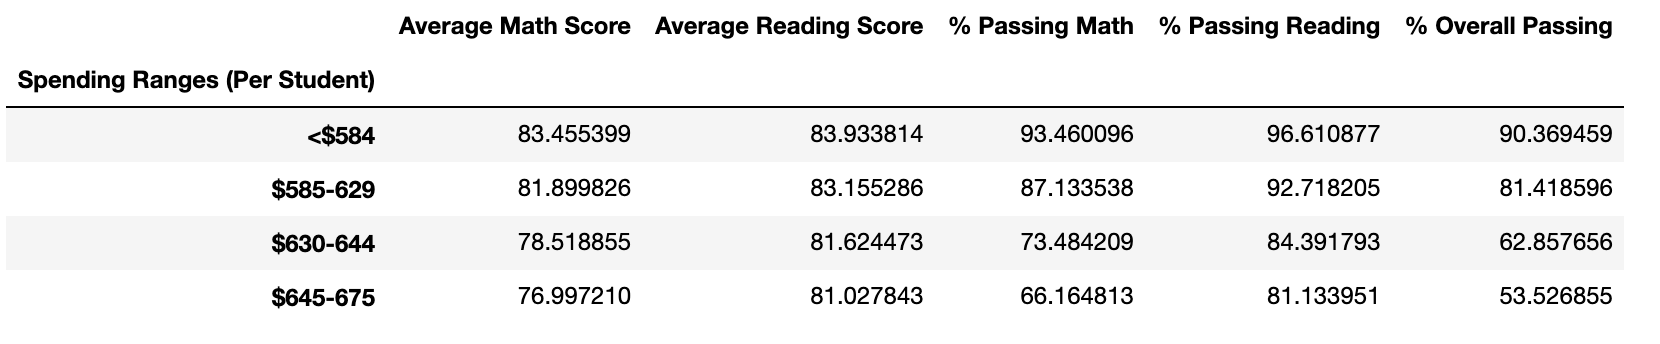 Average Math Score Average Reading Score % Passing Math % Passing Reading % Overall Passing
Spending Ranges (Per Student)
<$584 83.455399 83.933814 93.460096 96.610877 90.369459
$585-629 81.899826 83.155286 87.133538 92.718205 81.418596
$630-644 78.518855 81.624473 73.484209 84.391793 62.857656
$645-675 76.997210 81.027843 66.164813 81.133951 53.526855